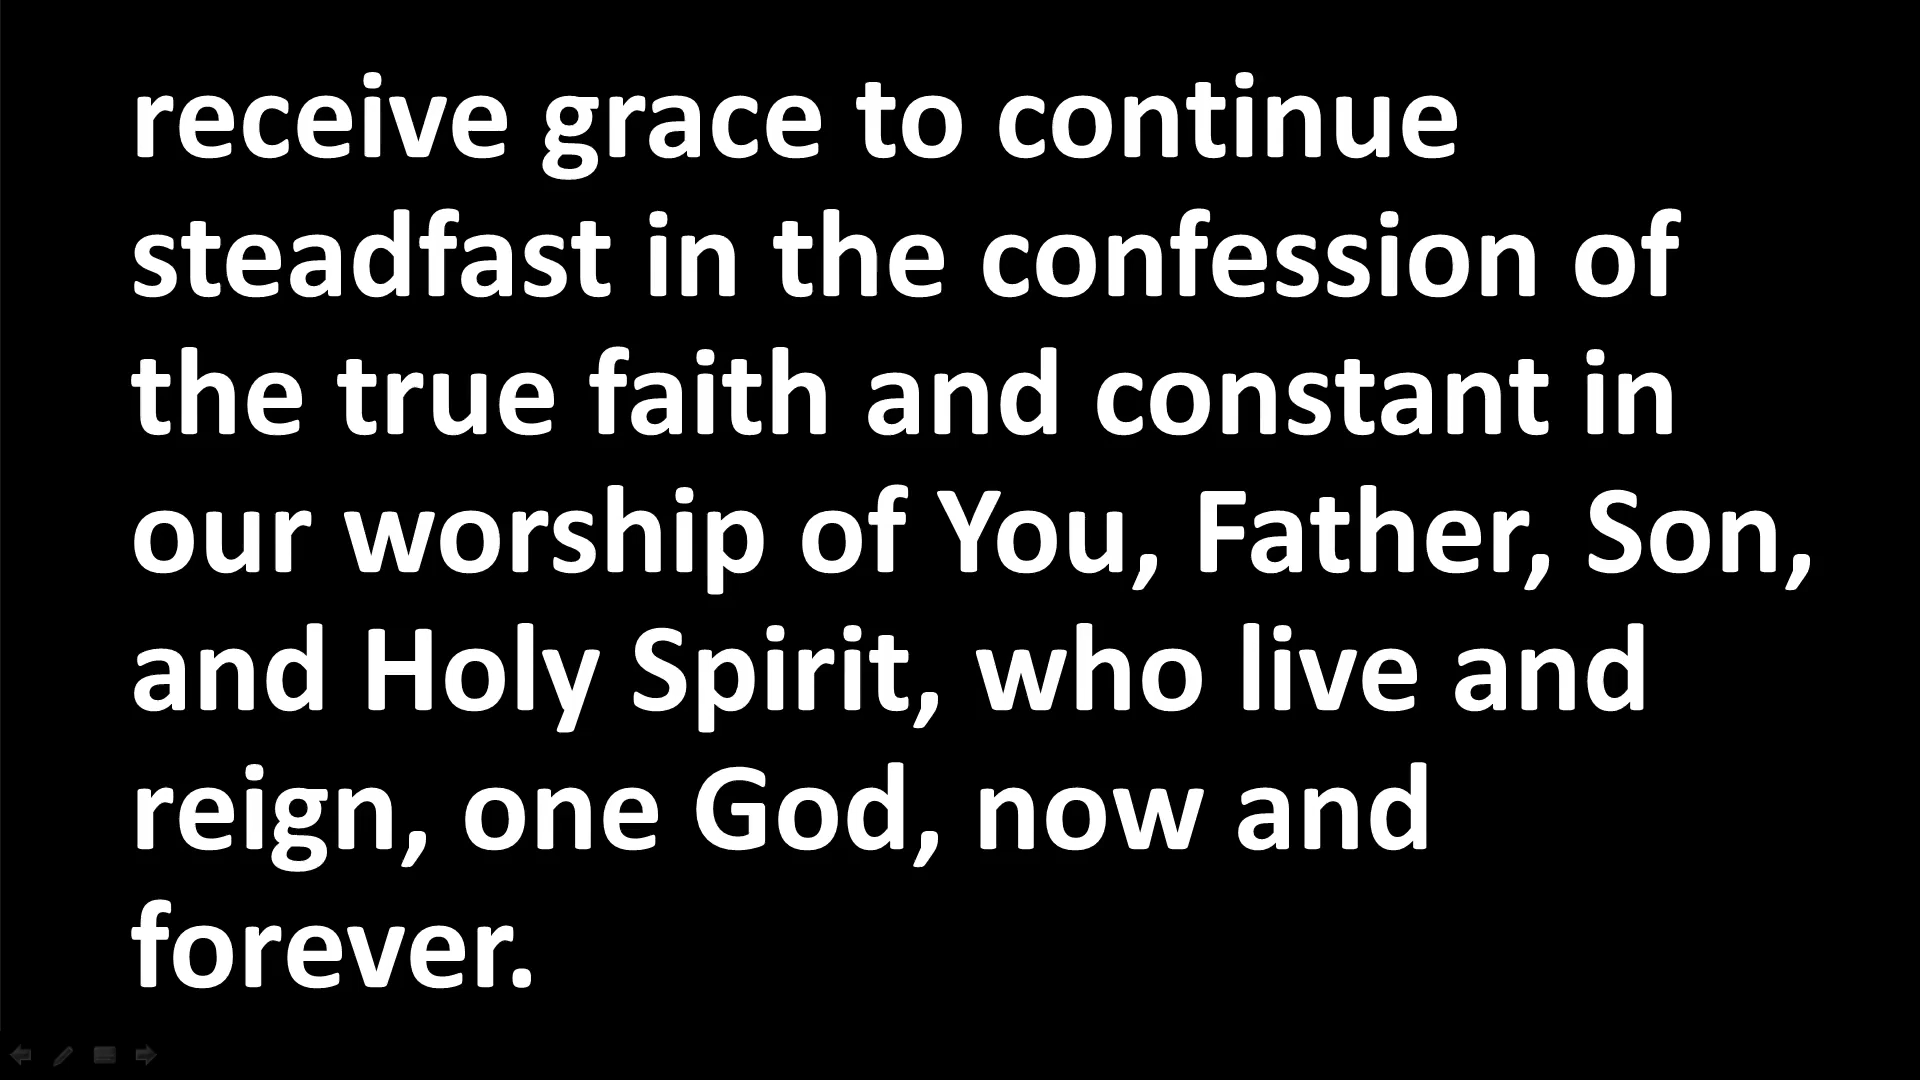 receive grace to continue
steadfast in the confession of
the true faith and constant in
our worship of You, Father, Son,
and Holy Spirit, who live and
reign, one God, now and
forever.